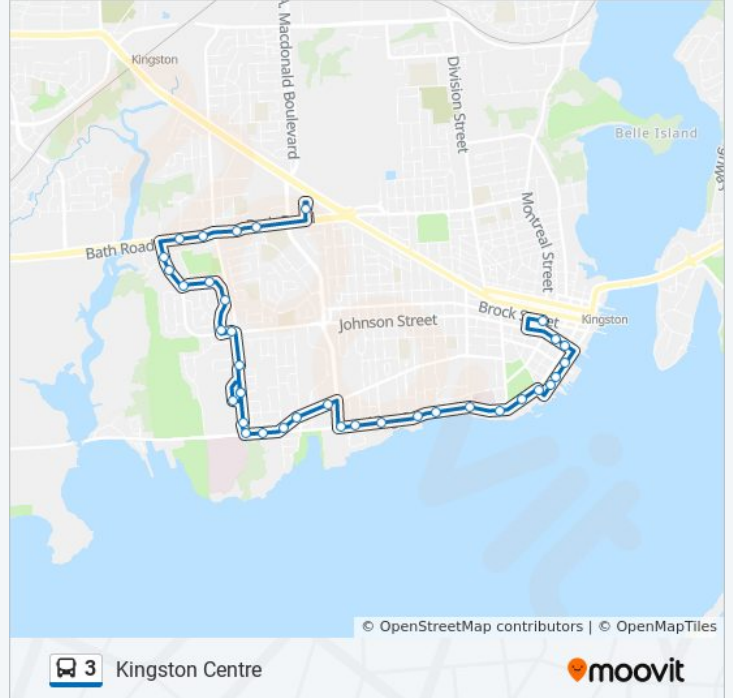 A. Macdonald Boulevard
Kingston
Division Street
Belle Island
Montreal Street
Bath Road
Brock S
eet
Johnson Street
Kingston
© OpenStreetMap contributors | © OpenMapTiles
3 Kingston Centre
moovit